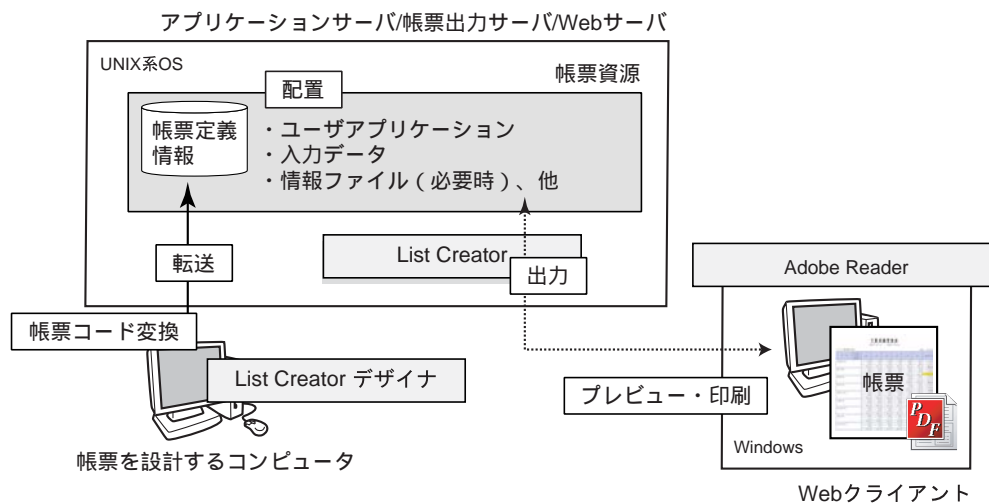 アプリケーションサーバ/帳票出力サーバ/Webサーバ
UNIX系OS
帳票資源
配置
帳票定義
情報
・ユーザアプリケーション
・入力データ
・情報ファイル（必要時）、他
転送
List Creator
出力
Adobe Reader
帳票コード変換
List Creator デザイナ
プレビュー・印刷
帳票
PDF
Windows
帳票を設計するコンピュータ
Webクライアント